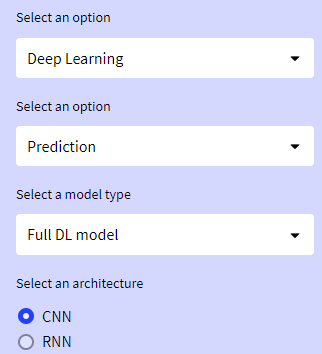 Select an option
Deep Learning
Select an option
Prediction
Select a model type
Full DL model
Select an architecture
CNN
RNN